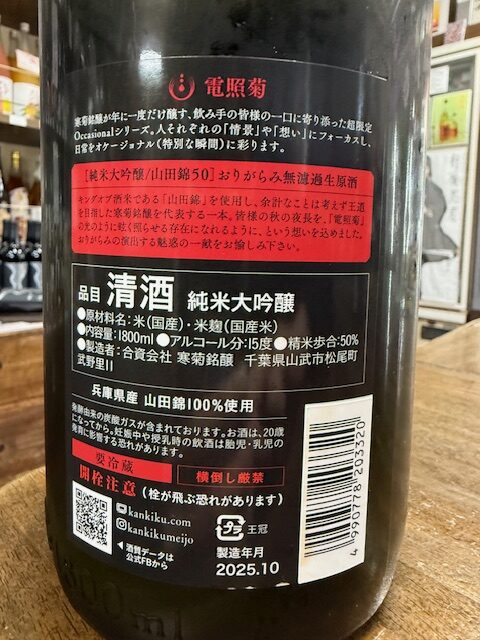 電照菊
寒菊銘醸が年に一度だけ醸す、飲み手の皆様の一口に寄り添った超限定
Occasionalシリーズ。人それぞれの「情景」や「想い」にフォーカスし、
日常をオケージョナル（特別な瞬間）に彩ります。
［純米大吟醸/山田錦50］おりがらみ無濾過生原酒
キングオブ酒米である「山田錦」を使用し、余計なことは考えず王道
を目指した寒菊銘醸を代表する一本。皆様の秋の夜長を、「電照菊」
の光のように眩く照らせる存在になれるように、という想いを込めました。
おりがらみの演出する魅惑の一献をお愉しみ下さい。
品目 清酒 純米大吟醸
●原材料名：米（国産）・米麹（国産米）
●内容量：1800ml ●アルコール分：15度 ●精米歩合：50%
●製造者：合資会社 寒菊銘醸 千葉県山武市松尾町
武野里11
兵庫県産 山田錦100%使用
発酵由来の炭酸ガスが含まれております。お酒は、20歳
になってから。妊娠中や授乳時の飲酒は胎児・乳児の
発育に影響する恐れがあります。
要冷蔵 横倒し厳禁
開栓注意（栓が飛ぶ恐れがあります）
kankiku.com
kankikumeijo
◀酒質データは
公式FBから
プラ 王冠
製造年月
2025.10
4 990778 203320